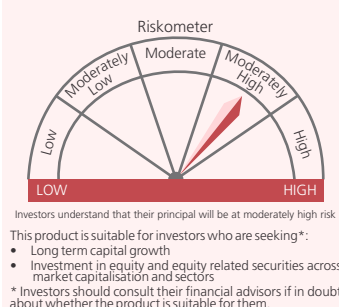 Riskometer
Low
Moderately
Low
Moderate
Moderately
High
High
LOW
HIGH
Investors understand that their principal will be at moderately high risk
This product is suitable for investors who are seeking*:
• Long term capital growth
• Investment in equity and equity related securities across
market capitalisation and sectors
* Investors should consult their financial advisors if in doubt
about whether the product is suitable for them